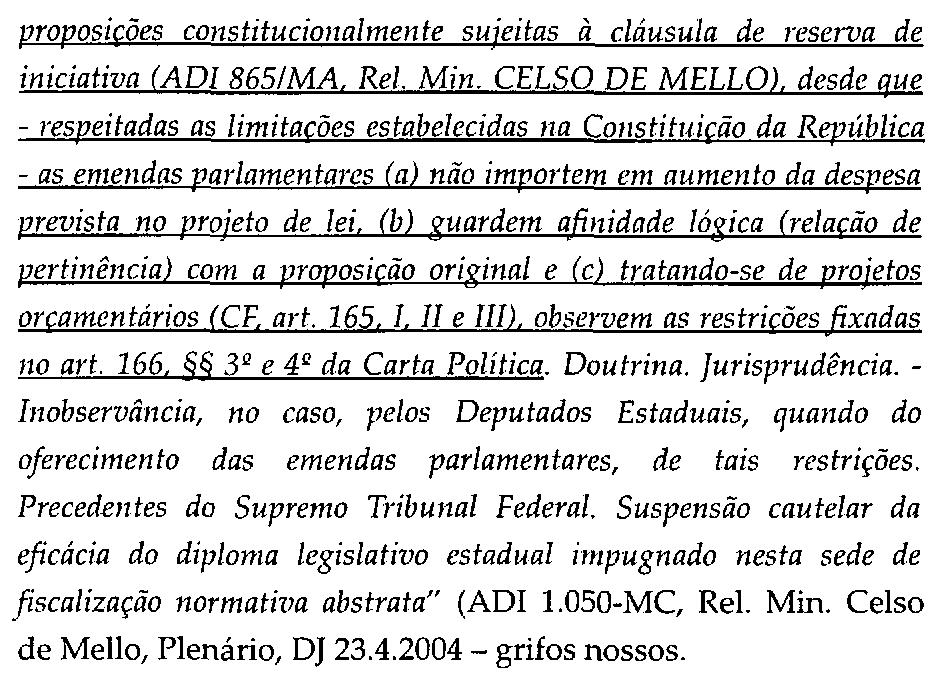 proposições constitucionalmente sujeitas à cláusula de reserva de
iniciativa (ADI 865/MA, Rel. Min. CELSO DE MELLO), desde que
- respeitadas as limitações estabelecidas na Constituição da República
- as emendas parlamentares (a) não importem em aumento da despesa
prevista no projeto de lei, (b) guardem afinidade lógica (relação de
pertinência) com a proposição original e (c) tratando-se de projetos
orçamentários (CF, art. 165, I, II e III), observem as restrições fixadas
no art. 166, §§ 3º e 4º da Carta Política. Doutrina. Jurisprudência. -
Inobservância, no caso, pelos Deputados Estaduais, quando do
oferecimento das emendas parlamentares, de tais restrições.
Precedentes do Supremo Tribunal Federal. Suspensão cautelar da
eficácia do diploma legislativo estadual impugnado nesta sede de
fiscalização normativa abstrata” (ADI 1.050-MC, Rel. Min. Celso
de Mello, Plenário, DJ 23.4.2004 – grifos nossos.